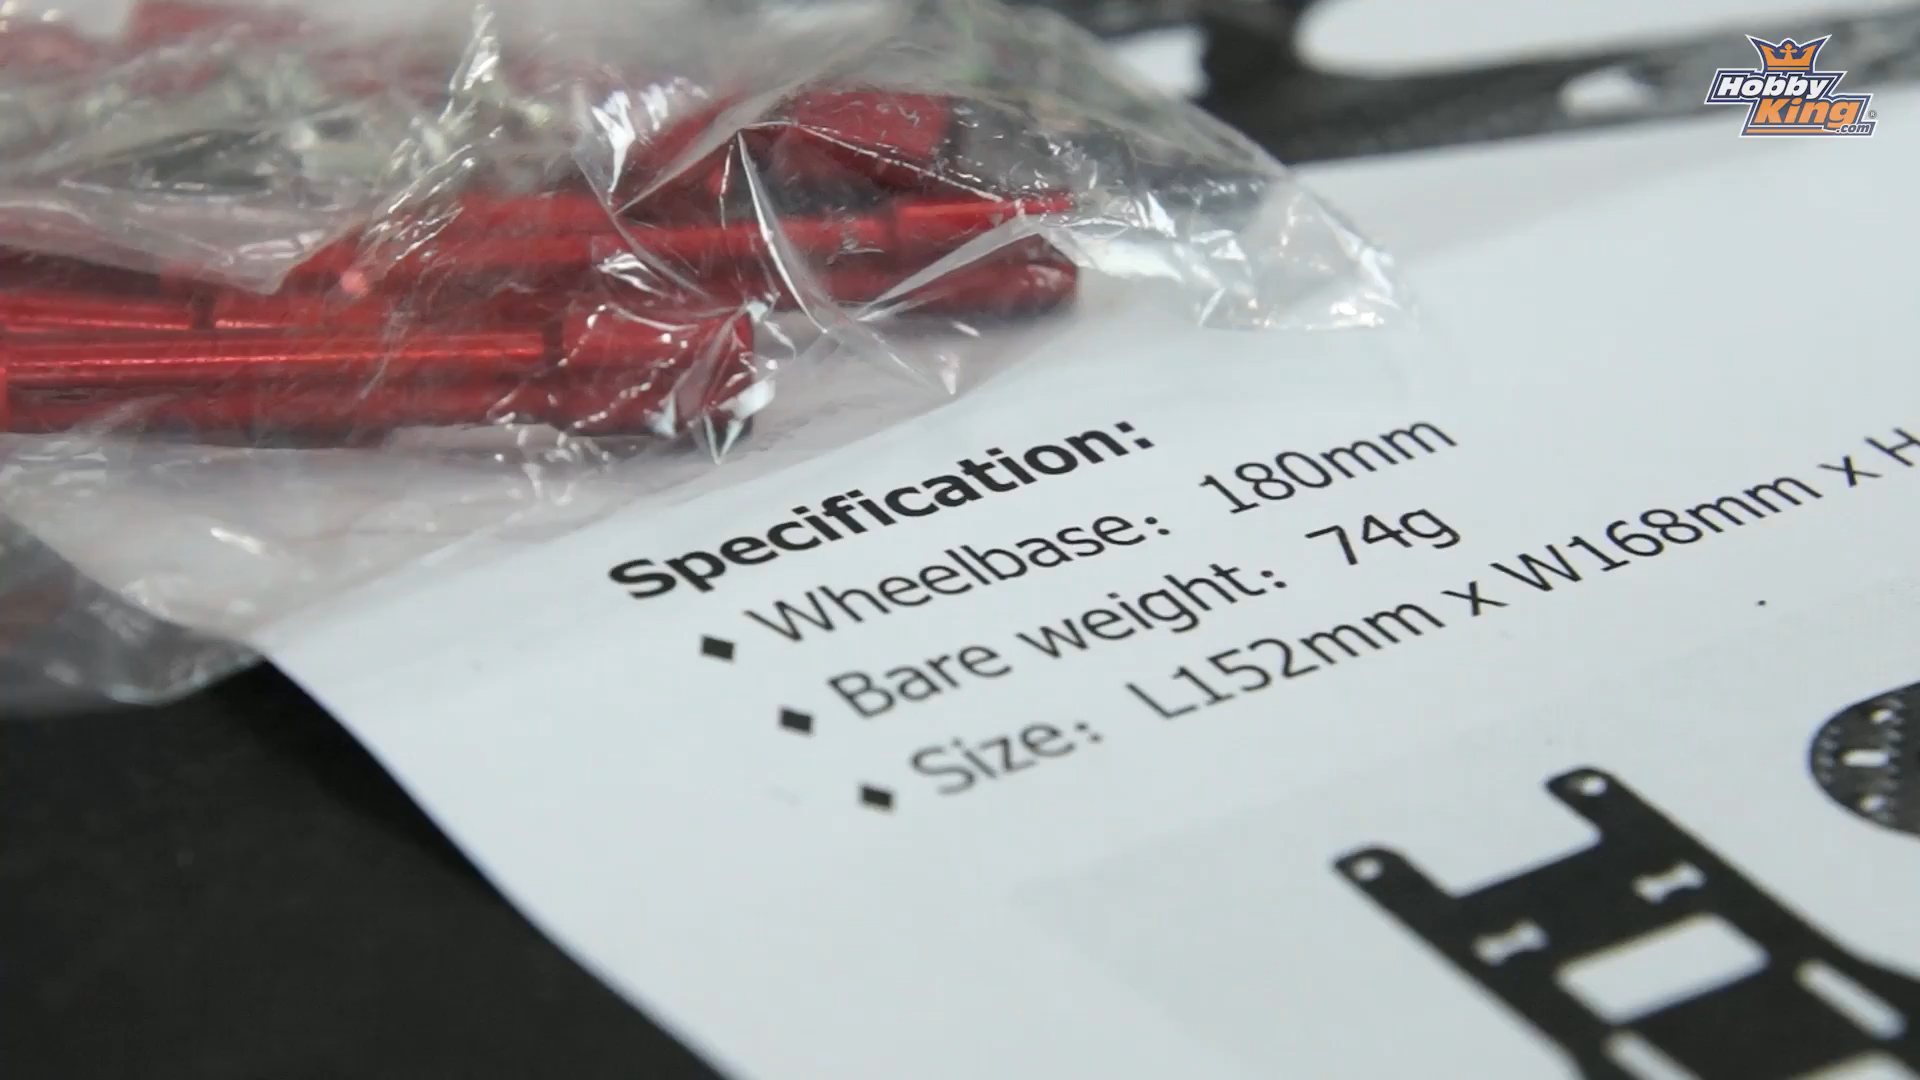 Hobby
King
.com
Specification:
♦ Wheelbase: 180mm
♦ Bare weight: 74g
♦ Size: L152mm x W168mm x H